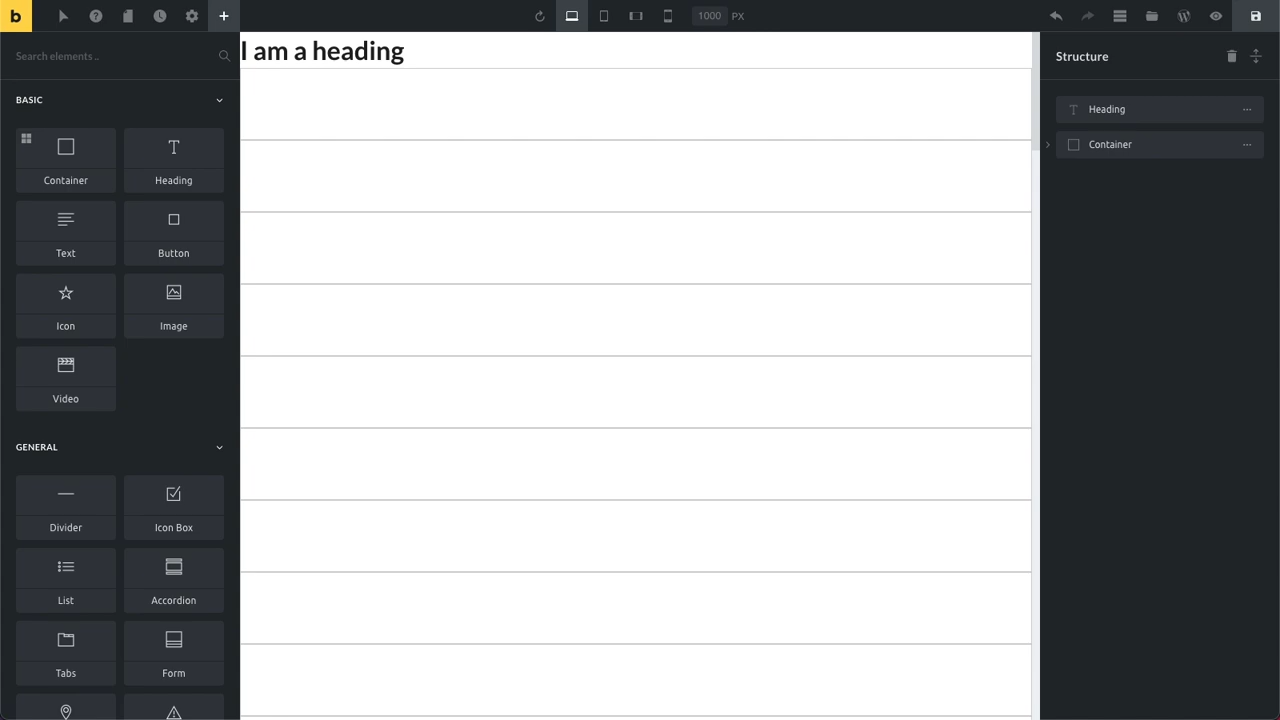 b
1000 PX
Search elements ..
BASIC
Container
Heading
Text
Button
Icon
Image
Video
GENERAL
Divider
Icon Box
List
Accordion
Tabs
Form
I am a heading
Structure
Heading
Container